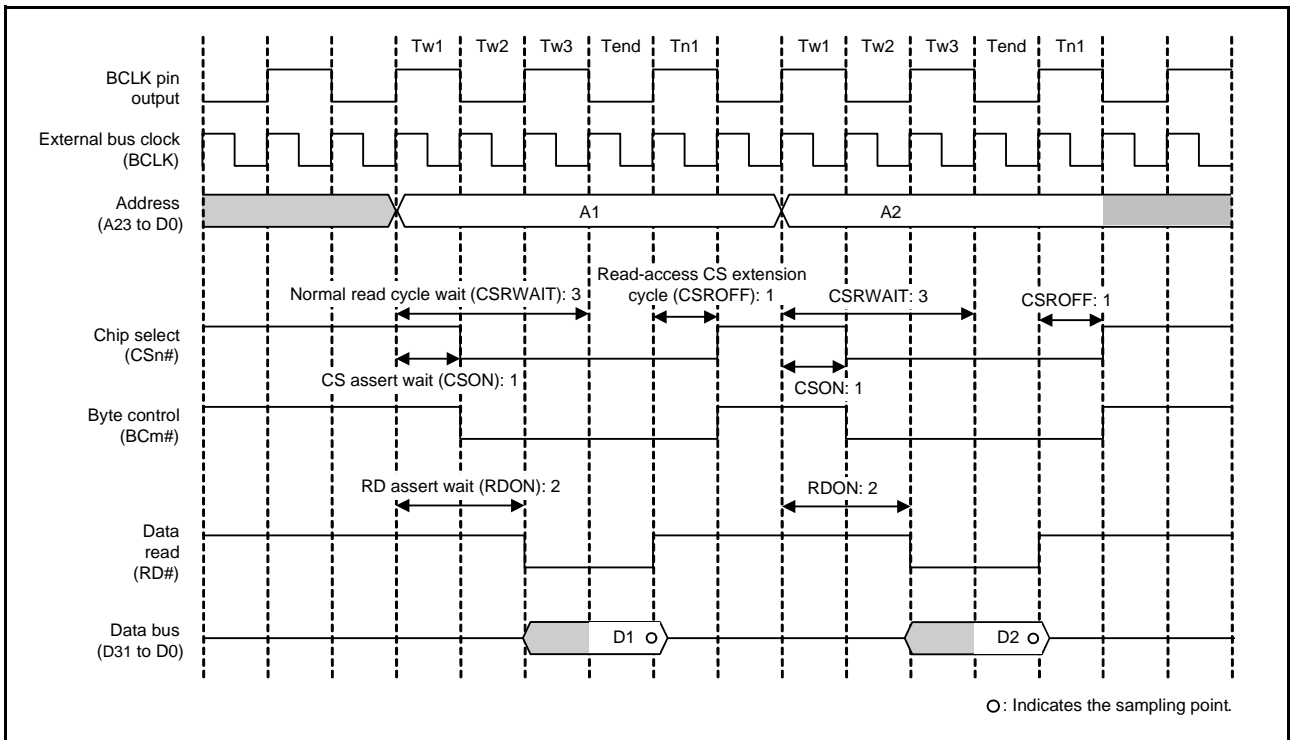 Tw1 Tw2 Tw3 Tend Tn1 Tw1 Tw2 Tw3 Tend Tn1
BCLK pin
output
External bus clock
(BCLK)
Address
(A23 to D0)
A1 A2
Read-access CS extension
cycle (CSROFF): 1
Normal read cycle wait (CSRWAIT): 3
CSRWAIT: 3
CSROFF: 1
Chip select
(CSn#)
CS assert wait (CSON): 1
CSON: 1
Byte control
(BCm#)
RD assert wait (RDON): 2
RDON: 2
Data
read
(RD#)
Data bus
(D31 to D0)
D1 D2
: Indicates the sampling point.